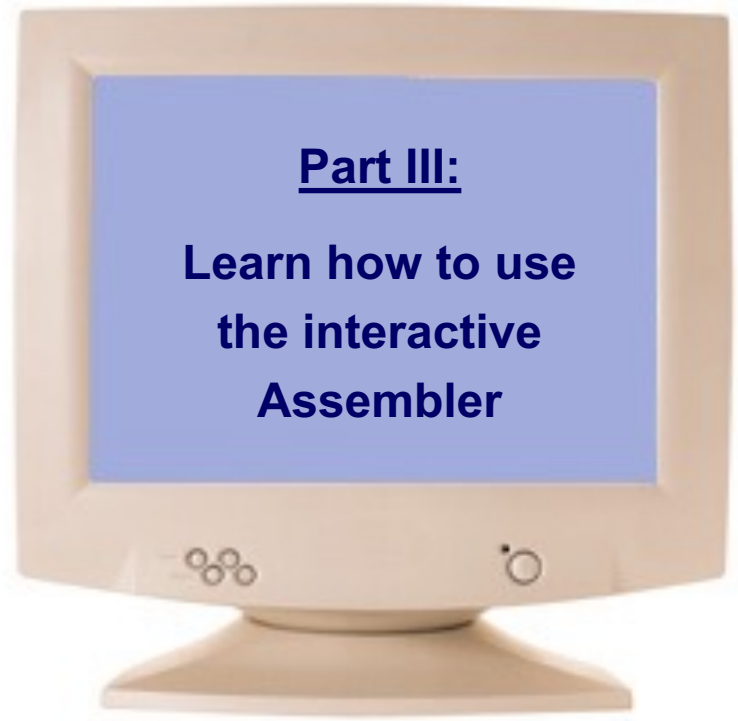 Part III:
Learn how to use
the interactive
Assembler